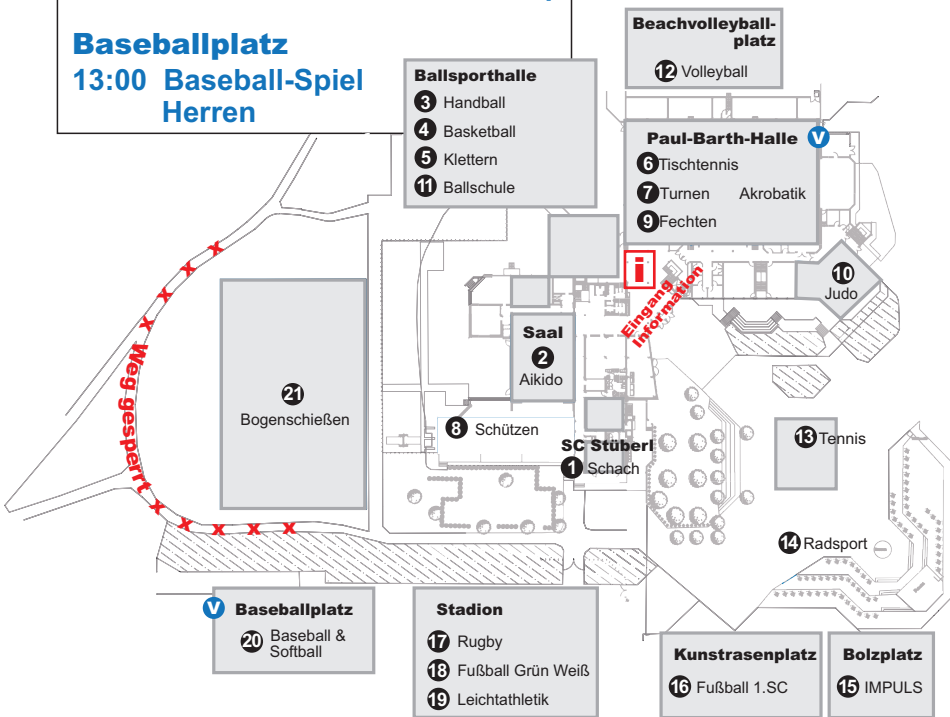 Baseballplatz
13:00 Baseball-Spiel
Herren
Beachvolleyball-
platz
12 Volleyball
Ballsporthalle
3 Handball
4 Basketball
5 Klettern
11 Ballschule
Paul-Barth-Halle V
6 Tischtennis
7 Turnen Akrobatik
9 Fechten
i
Eingang
Information
10
Judo
Saal
2
Aikido
21
Bogenschießen
Weg gesperrt
8 Schützen
SC Stüberl
1 Schach
13 Tennis
14 Radsport
V Baseballplatz
20 Baseball &
Softball
Stadion
17 Rugby
18 Fußball Grün Weiß
19 Leichtathletik
Kunstrasenplatz
16 Fußball 1.SC
Bolzplatz
15 IMPULS